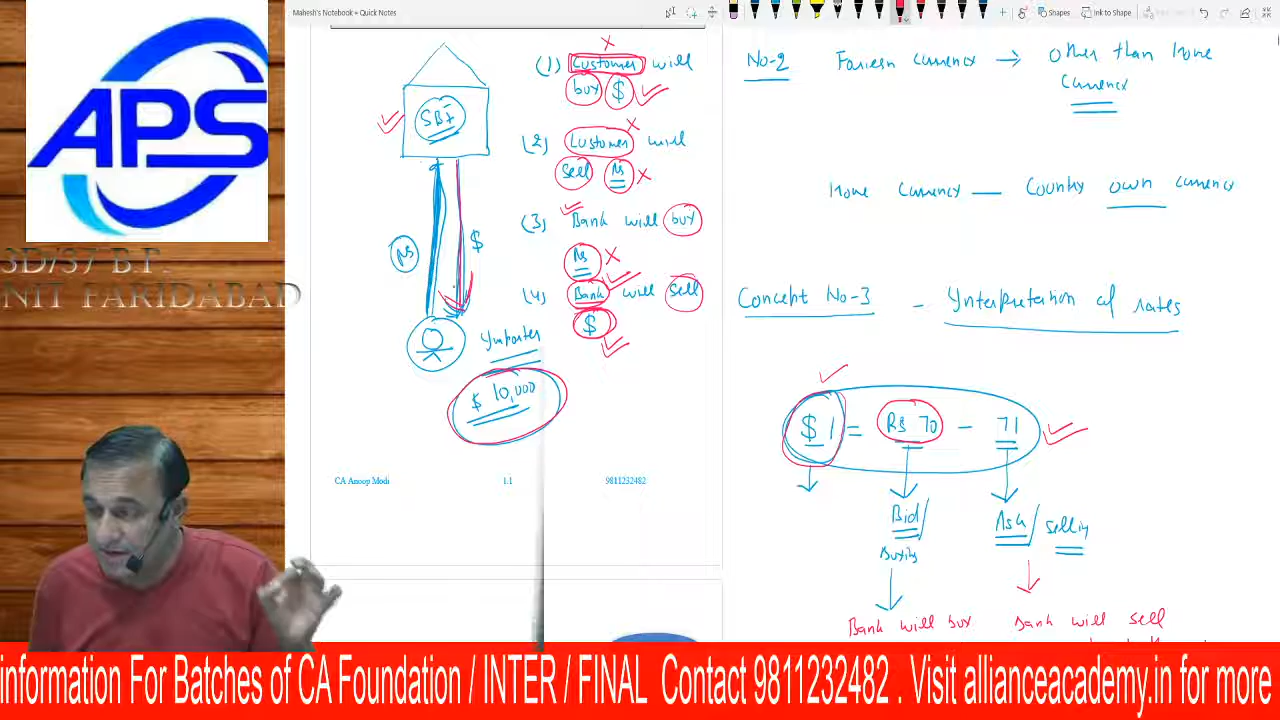 Mahesh's Notebook + Quick Notes
Shapes
Ink to Shape
APS
3D/37 B.P.
NIT FARIDABAD
SBI
Rs
$
Importer
$ 10,000
(1) Customer will
buy $
(2) Customer will
sell Rs
(3) Bank will buy
Rs
(4) Bank will sell
$
CA Anoop Modi
1.1
9811232482
No-2 Foriesn currency → other than Home
currency
Home currency — Country own currency
Concept No-3 - Interpretation of rates
$ 1 = Rs 70 - 71
Bid/
Buying
Ask/ selling
Bank will buy
Bank will sell
information For Batches of CA Foundation / INTER / FINAL Contact 9811232482 . Visit allianceacademy.in for more